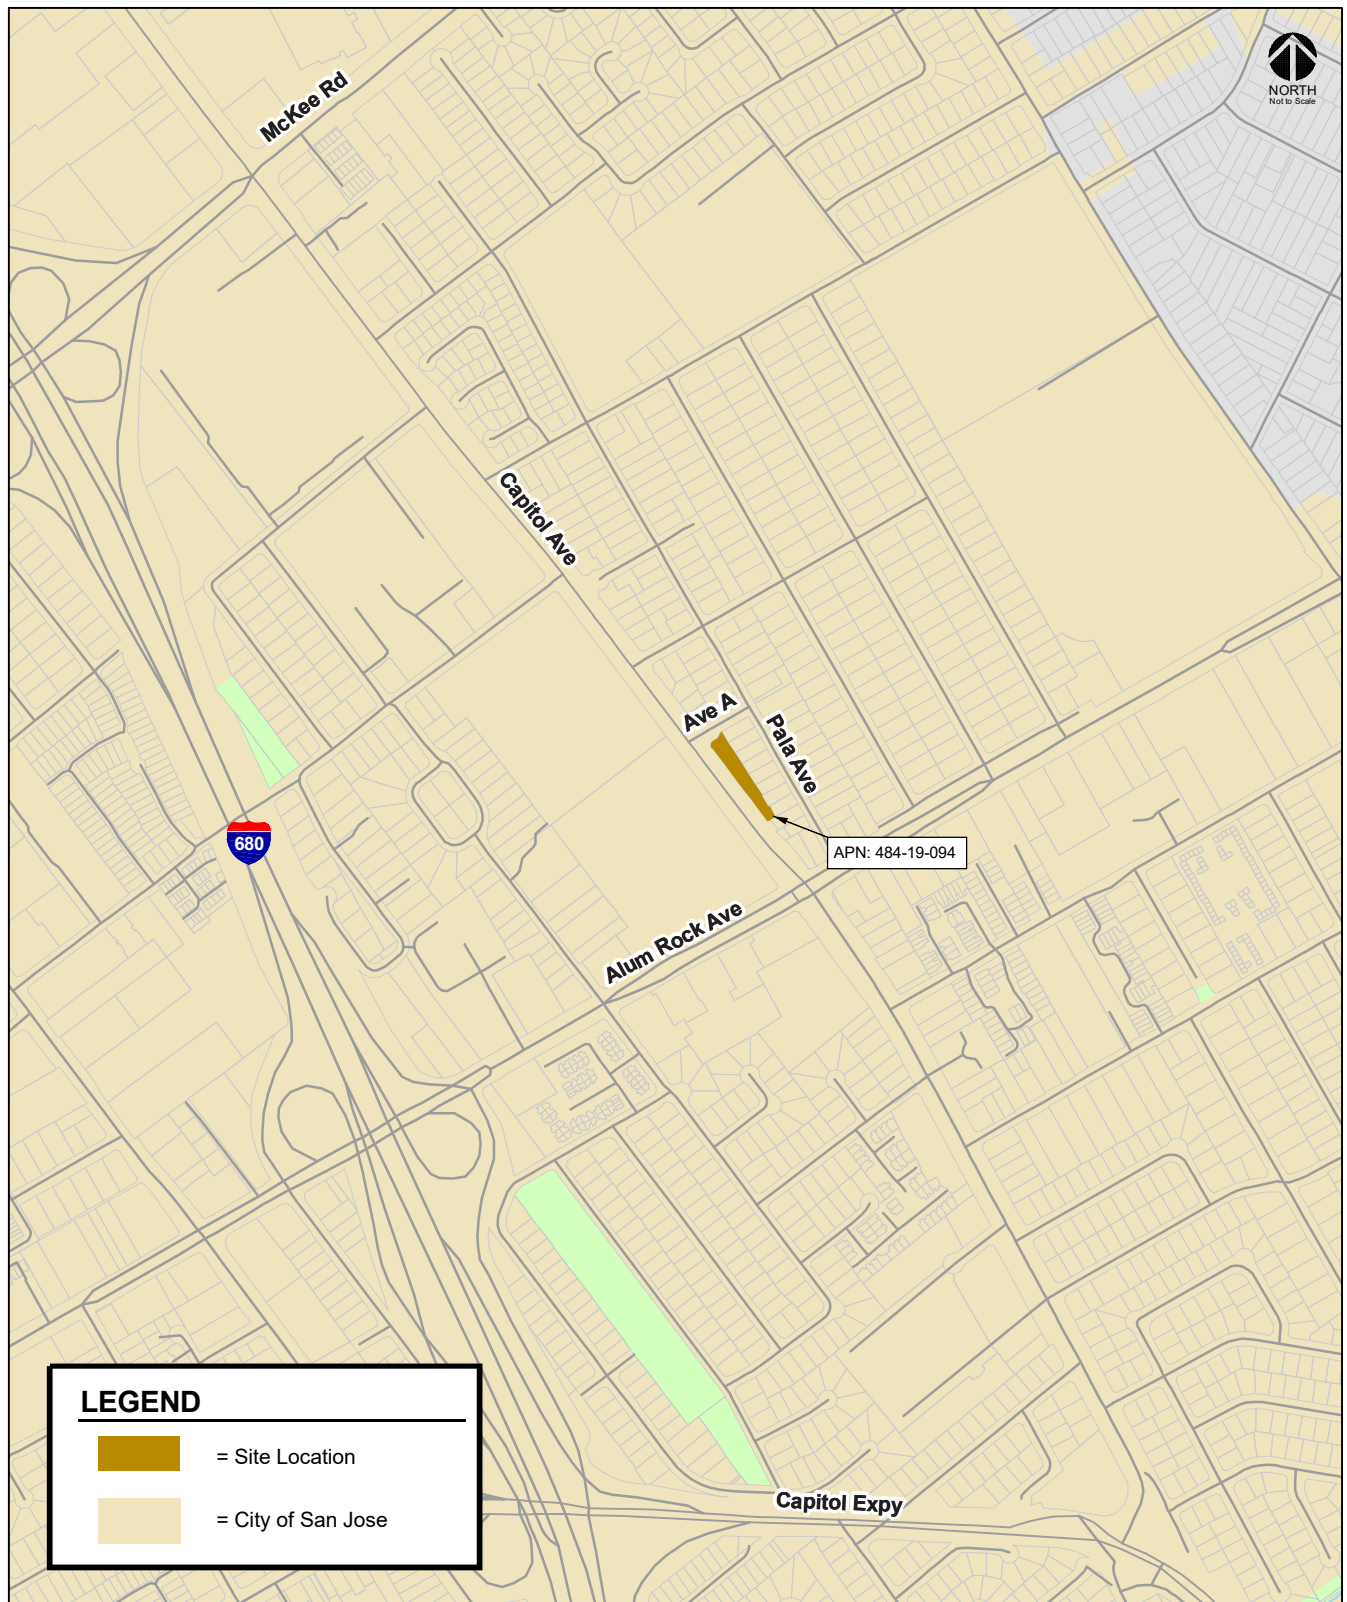 McKee Rd
NORTH
Not to Scale
Capitol Ave
Ave A
Pala Ave
680
APN: 484-19-094
Alum Rock Ave
LEGEND
= Site Location
= City of San Jose
Capitol Expy